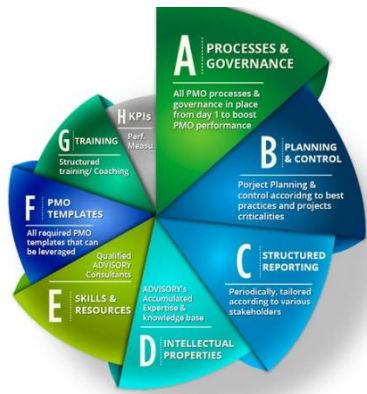 A PROCESSES &
GOVERNANCE
All PMO processes &
governance in place
from day 1 to boost
PMO performance
B PLANNING
& CONTROL
Porject Planning &
control accoridng to best
practices and projects
criticalities
C STRUCTURED
REPORTING
Periodically, tailored
according to various
stakeholders
D INTELLECTUAL
PROPERTIES
ADVISORY's
Accumulated
Expertise &
knowledge base
E SKILLS &
RESOURCES
Qualified
ADVISORY
Consultants
F PMO
TEMPLATES
All required PMO
templates that can
be leveraged
G TRAINING
Structured
training/ Coaching
H KPIs
Perf.
Measu